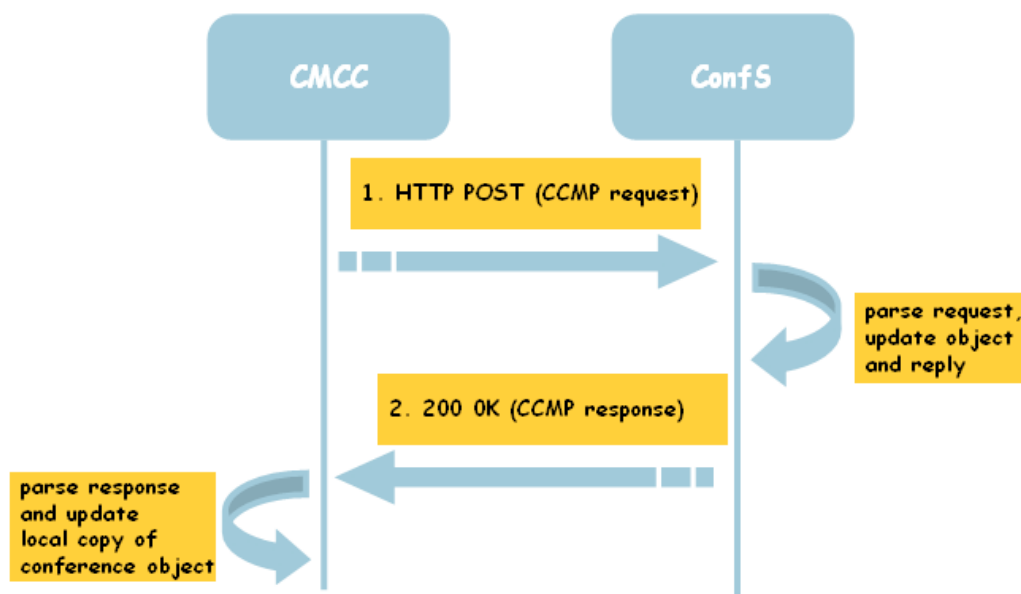 CMCC
ConfS
1. HTTP POST (CCMP request)
parse request,
update object
and reply
2. 200 OK (CCMP response)
parse response
and update
local copy of
conference object